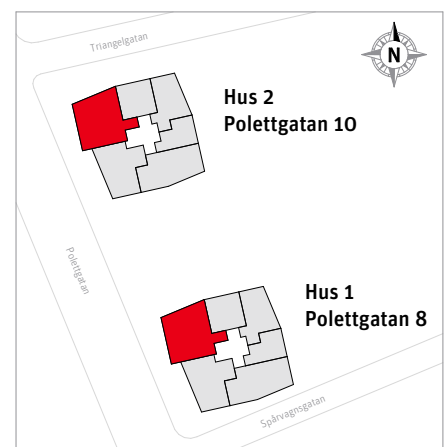 Triangelgatan
N
Hus 2
Polettgatan 10
Polettgatan
Hus 1
Polettgatan 8
Spårvagnsgatan